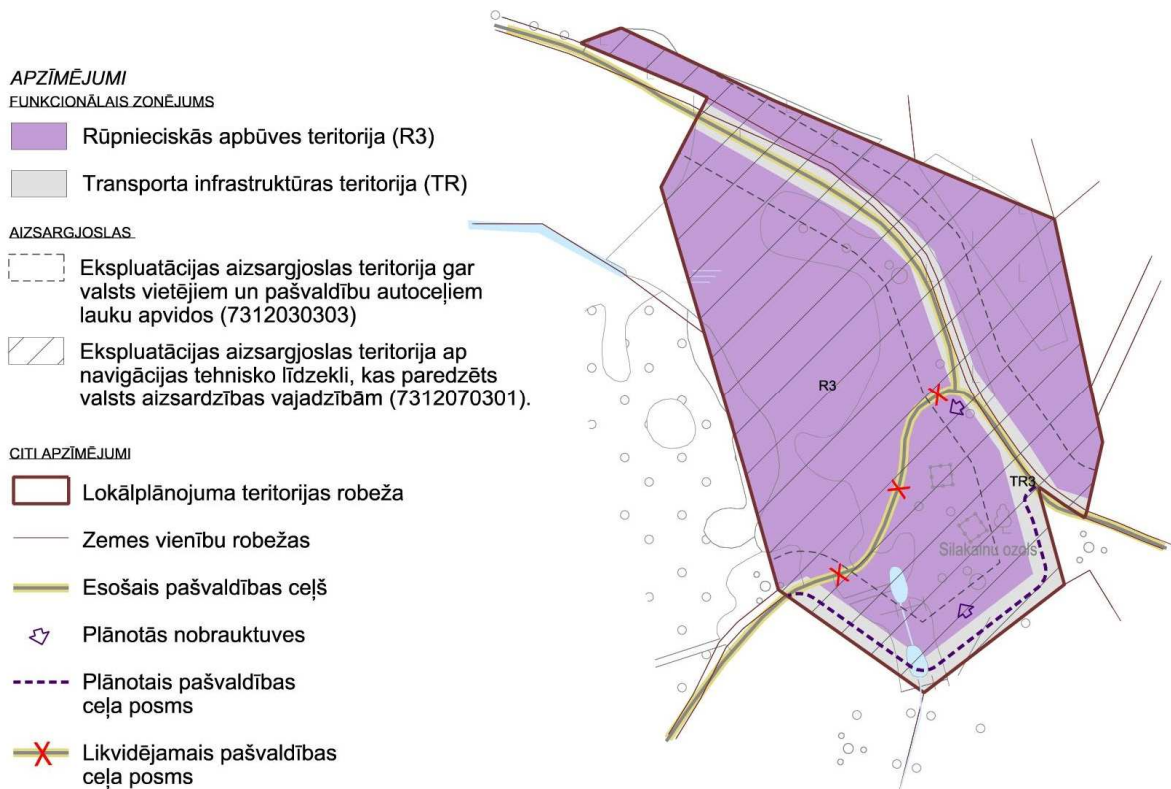 APZĪMĒJUMI
FUNKCIONĀLAIS ZONĒJUMS
Rūpnieciskās apbūves teritorija (R3)
Transporta infrastruktūras teritorija (TR)
AIZSARGJOSLAS
Ekspluatācijas aizsargjoslas teritorija gar
valsts vietējiem un pašvaldību autoceļiem
lauku apvidos (7312030303)
Ekspluatācijas aizsargjoslas teritorija ap
navigācijas tehnisko līdzekli, kas paredzēts
valsts aizsardzības vajadzībām (7312070301).
CITI APZĪMĒJUMI
Lokālplānojuma teritorijas robeža
Zemes vienību robežas
Esošais pašvaldības ceļš
Plānotās nobrauktuves
Plānotais pašvaldības
ceļa posms
Likvidējamais pašvaldības
ceļa posms
R3
TR3
Silakalnu ozols